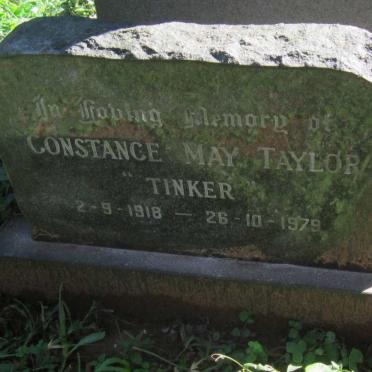 In Loving Memory of
CONSTANCE MAY TAYLOR
"TINKER
2-9-1918 — 26-10-1979